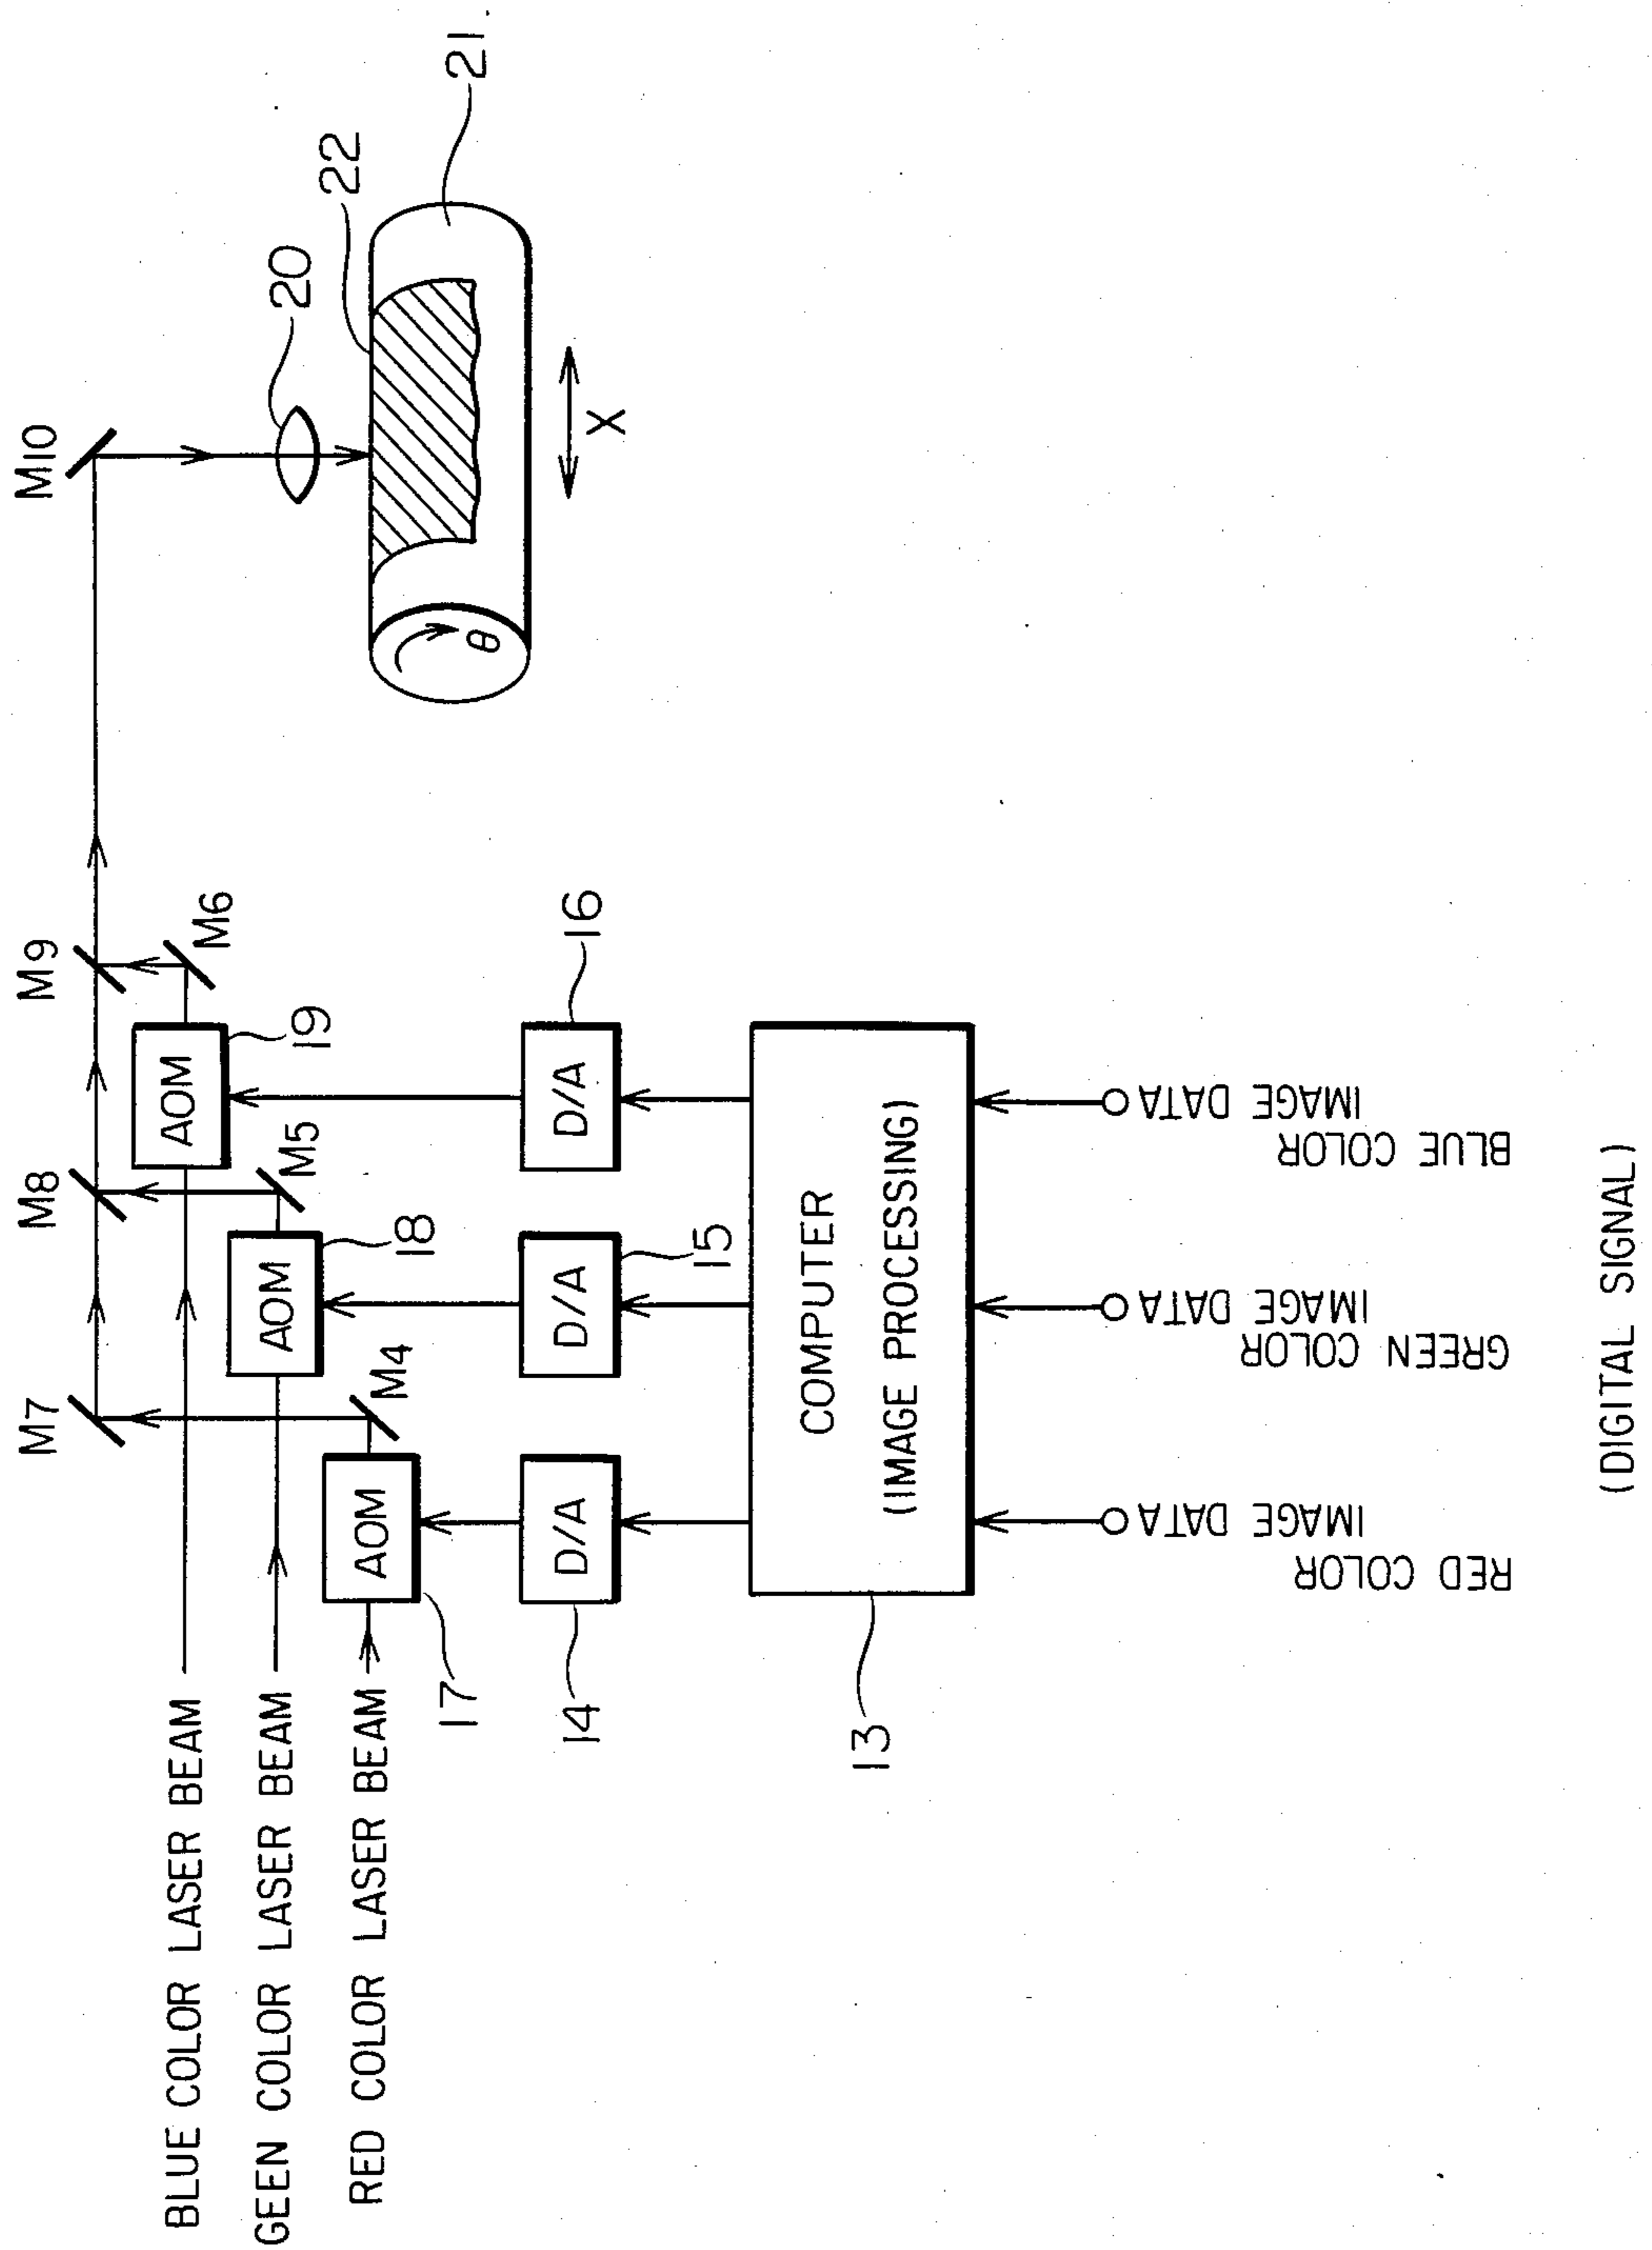 M10
20
22
21
X
θ
M9
M6
M8
M5
M7
M4
AOM
19
AOM
18
AOM
17
D/A
16
D/A
15
D/A
14
COMPUTER
(IMAGE PROCESSING)
13
BLUE COLOR LASER BEAM
GEEN COLOR LASER BEAM
RED COLOR LASER BEAM
RED COLOR
IMAGE DATA
GREEN COLOR
IMAGE DATA
BLUE COLOR
IMAGE DATA
(DIGITAL SIGNAL)